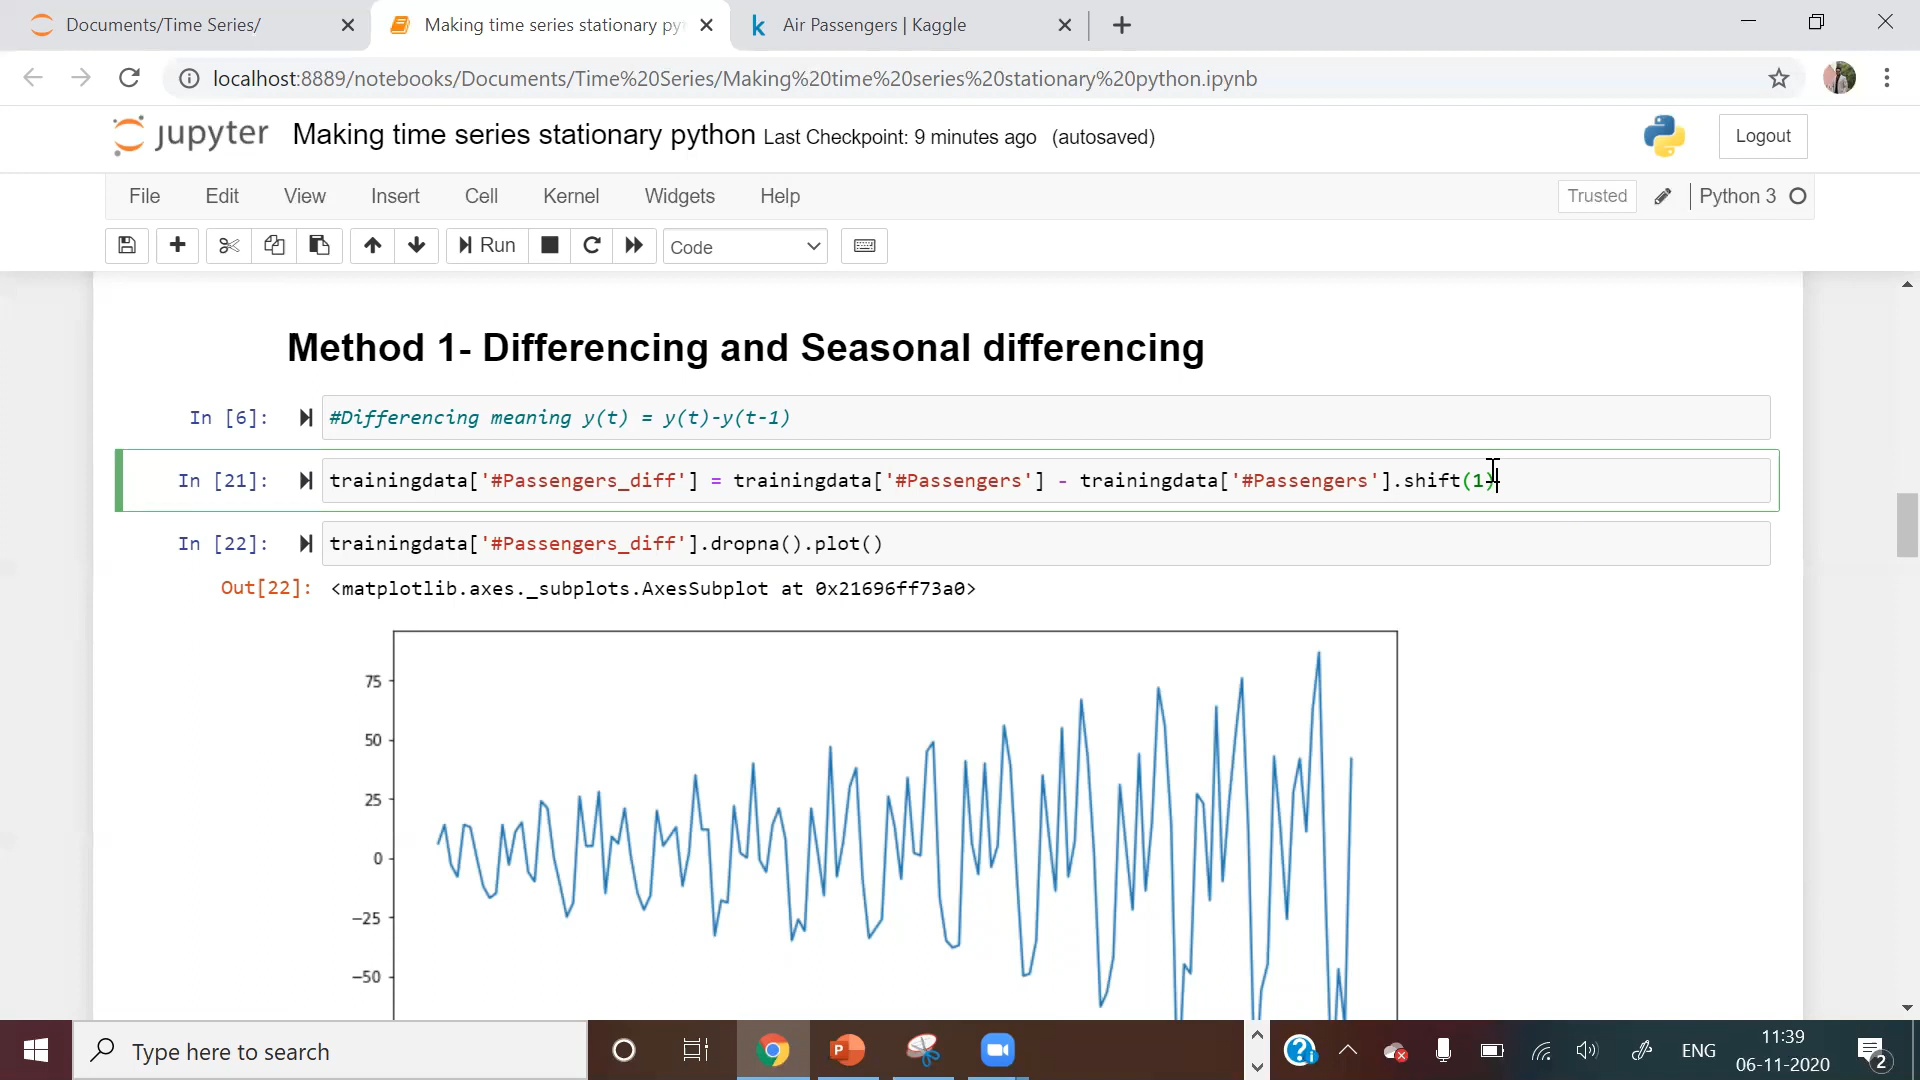 Documents/Time Series/
Making time series stationary py
Air Passengers | Kaggle
localhost:8889/notebooks/Documents/Time%20Series/Making%20time%20series%20stationary%20python.ipynb
jupyter Making time series stationary python Last Checkpoint: 9 minutes ago (autosaved)
Logout
File Edit View Insert Cell Kernel Widgets Help
Trusted Python 3
Run Code
Method 1- Differencing and Seasonal differencing
In [6]: #Differencing meaning y(t) = y(t)-y(t-1)
In [21]: trainingdata['#Passengers_diff'] = trainingdata['#Passengers'] - trainingdata['#Passengers'].shift(1)
In [22]: trainingdata['#Passengers_diff'].dropna().plot()
Out[22]: <matplotlib.axes._subplots.AxesSubplot at 0x21696ff73a0>
75
50
25
0
−25
−50
Type here to search
ENG
11:39
06-11-2020
2